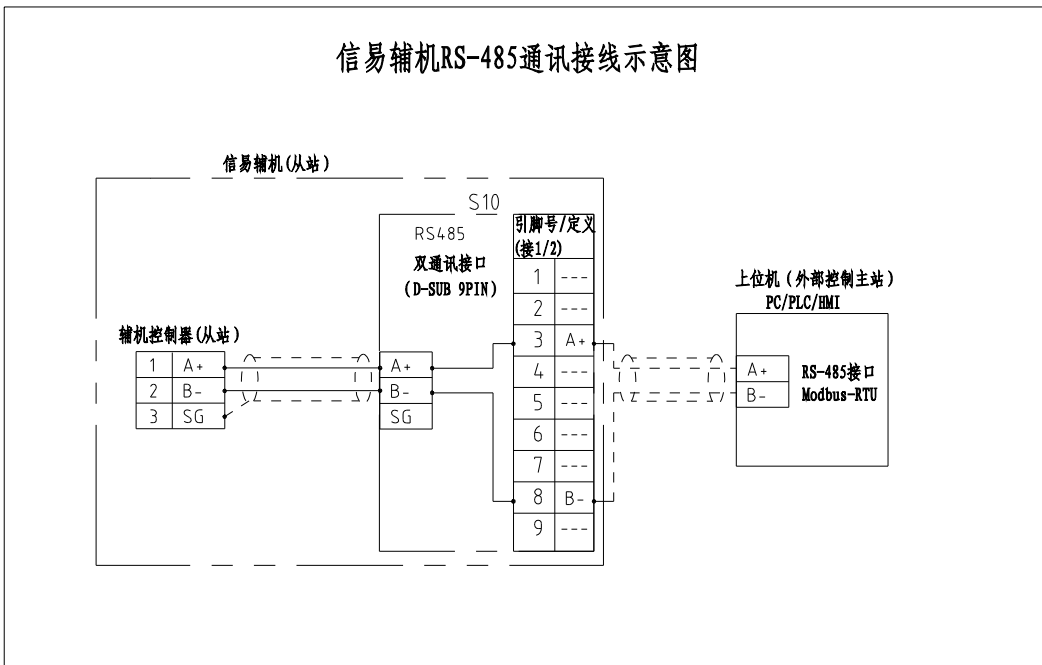 信易辅机RS-485通讯接线示意图
信易辅机(从站)
S10
RS485
双通讯接口
(D-SUB 9PIN)
引脚号/定义
(接1/2)
1 ---
2 ---
3 A+
4 ---
5 ---
6 ---
7 ---
8 B-
9 ---
辅机控制器(从站)
1 A+
2 B-
3 SG
A+
B-
SG
上位机(外部控制主站)
PC/PLC/HMI
A+
B-
RS-485接口
Modbus-RTU